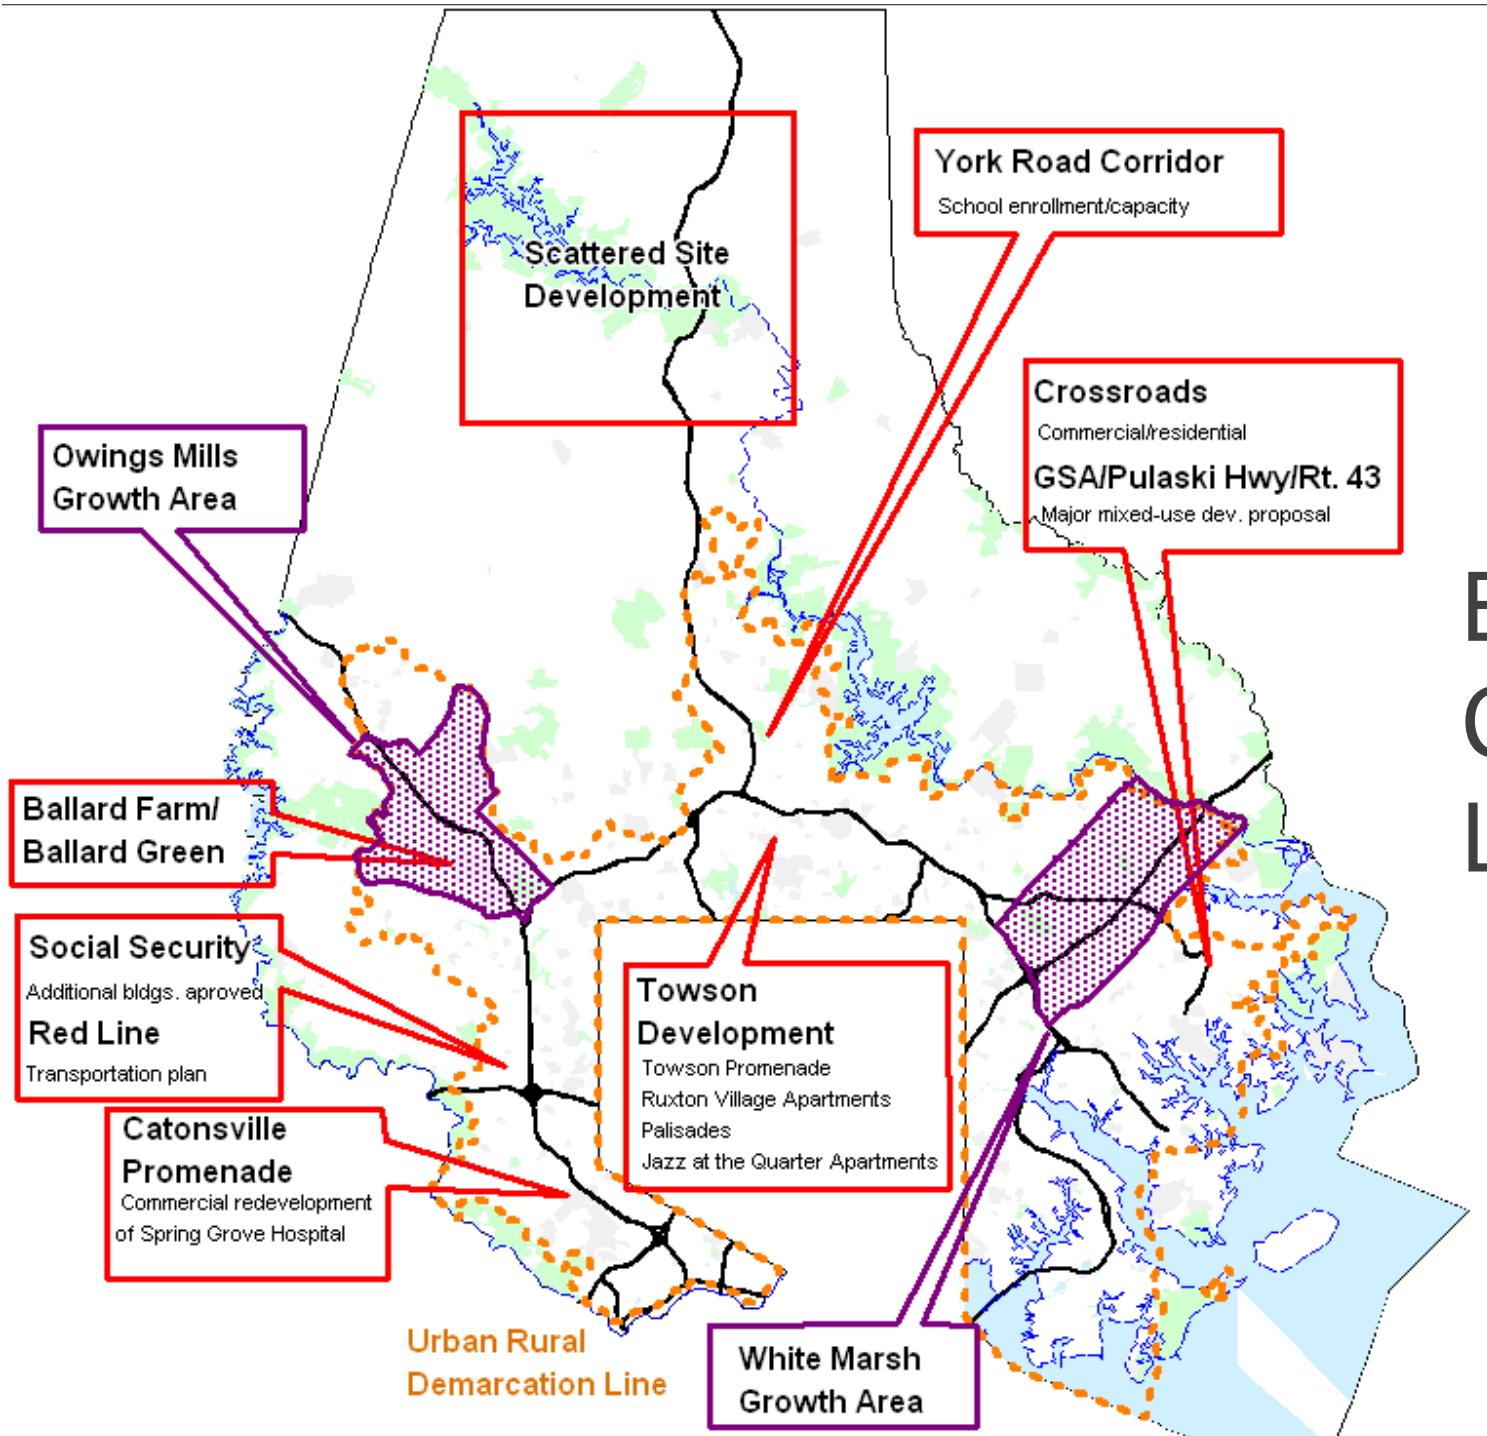 York Road Corridor
School enrollment/capacity
Scattered Site
Development
Crossroads
Commercial/residential
GSA/Pulaski Hwy/Rt. 43
Major mixed-use dev. proposal
Owings Mills
Growth Area
Ballard Farm/
Ballard Green
Social Security
Additional bldgs. aproved
Red Line
Transportation plan
Towson
Development
Towson Promenade
Ruxton Village Apartments
Palisades
Jazz at the Quarter Apartments
Catonsville
Promenade
Commercial redevelopment
of Spring Grove Hospital
Urban Rural
Demarcation Line
White Marsh
Growth Area